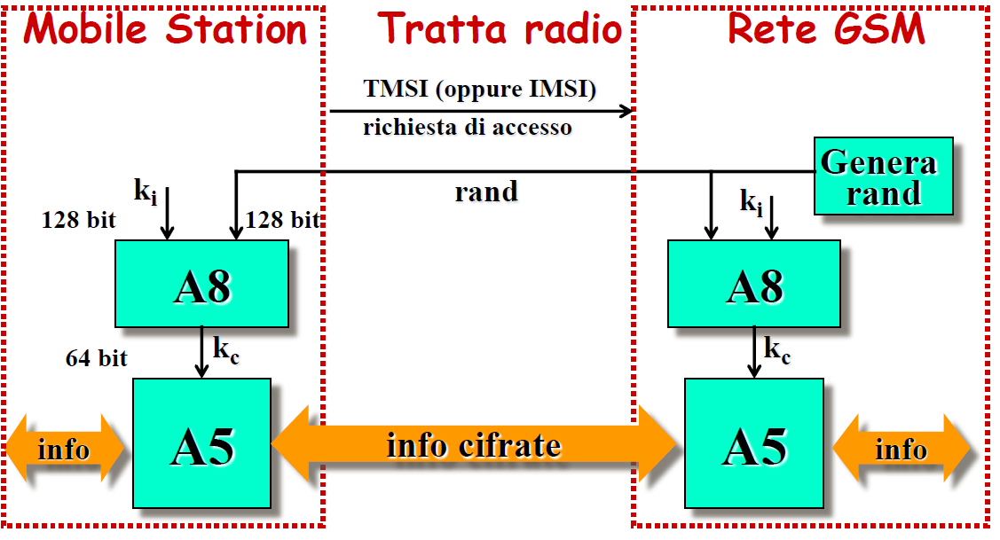 Mobile Station
Tratta radio
Rete GSM
TMSI (oppure IMSI)
richiesta di accesso
Genera
rand
rand
ki
128 bit
128 bit
ki
A8
A8
kc
64 bit
kc
A5
A5
info
info cifrate
info